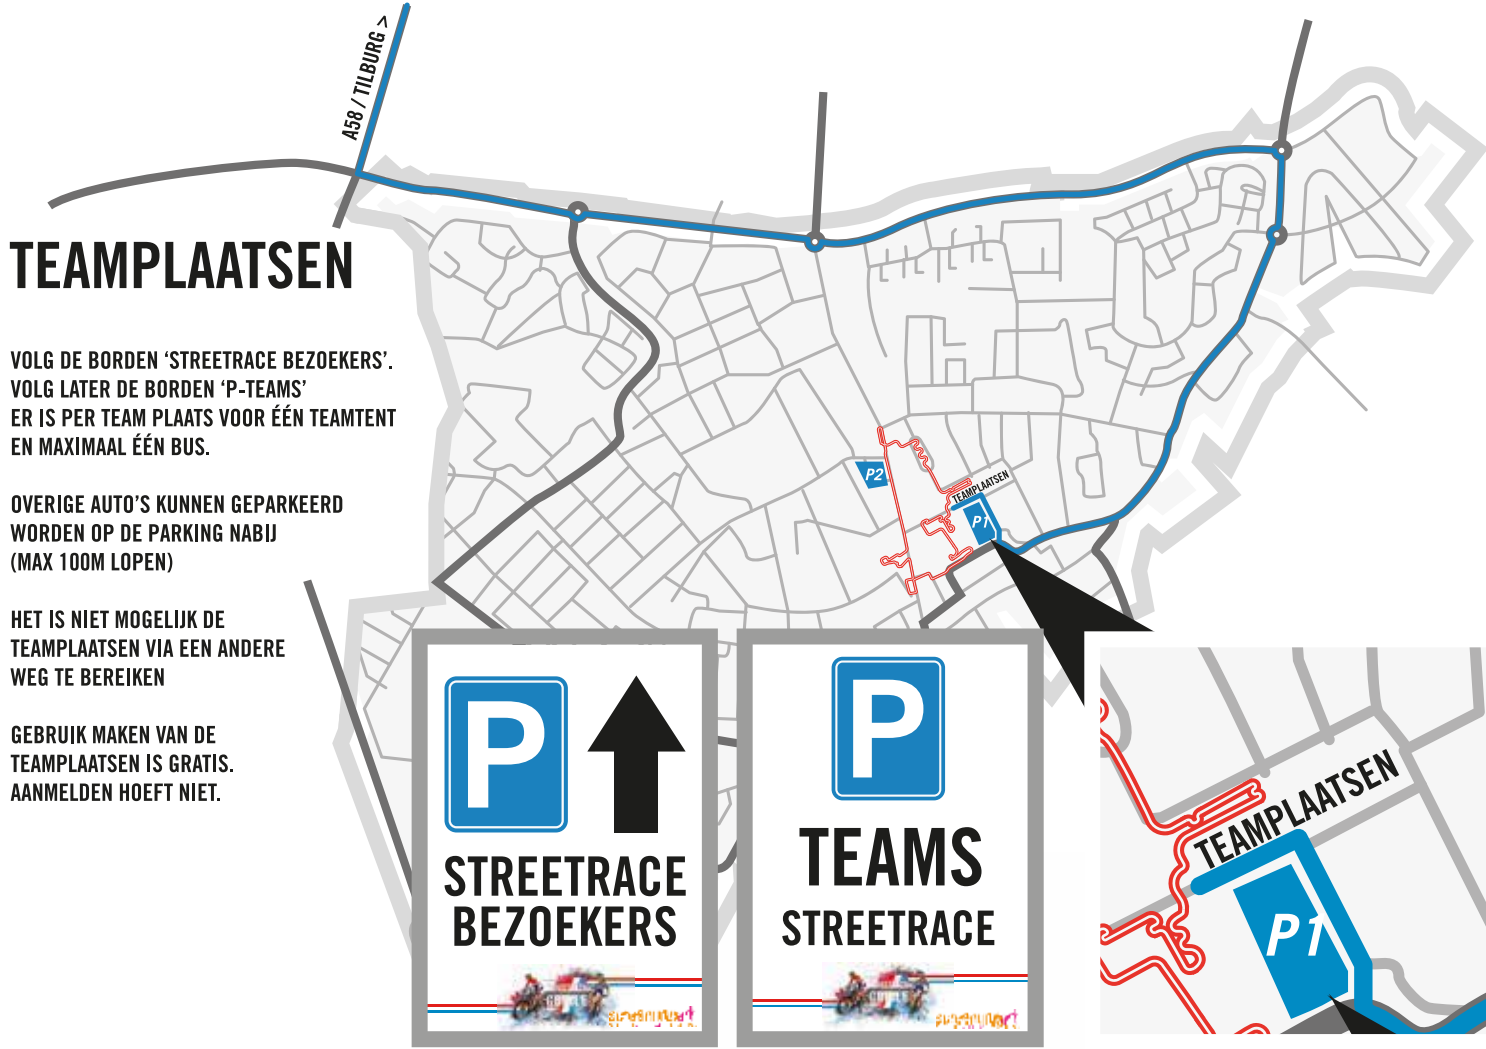 A58 / TILBURG >
TEAMPLAATSEN
VOLG DE BORDEN ‘STREETRACE BEZOEKERS’.
VOLG LATER DE BORDEN ‘P-TEAMS’
ER IS PER TEAM PLAATS VOOR ÉÉN TEAMTENT
EN MAXIMAAL ÉÉN BUS.
OVERIGE AUTO’S KUNNEN GEPARKEERD
WORDEN OP DE PARKING NABIJ
(MAX 100M LOPEN)
HET IS NIET MOGELIJK DE
TEAMPLAATSEN VIA EEN ANDERE
WEG TE BEREIKEN
GEBRUIK MAKEN VAN DE
TEAMPLAATSEN IS GRATIS.
AANMELDEN HOEFT NIET.
P2
TEAMPLAATSEN
P1
P
STREETRACE
BEZOEKERS
P
TEAMS
STREETRACE
TEAMPLAATSEN
P1